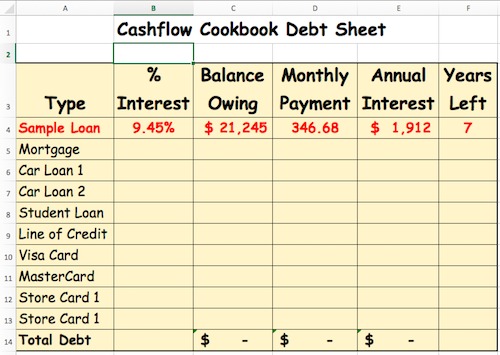 A B C D E F
1 Cashflow Cookbook Debt Sheet
2
% Balance Monthly Annual Years
3 Type Interest Owing Payment Interest Left
4 Sample Loan 9.45% $ 21,245 346.68 $ 1,912 7
5 Mortgage
6 Car Loan 1
7 Car Loan 2
8 Student Loan
9 Line of Credit
10 Visa Card
11 MasterCard
12 Store Card 1
13 Store Card 1
14 Total Debt $ - $ - $ -